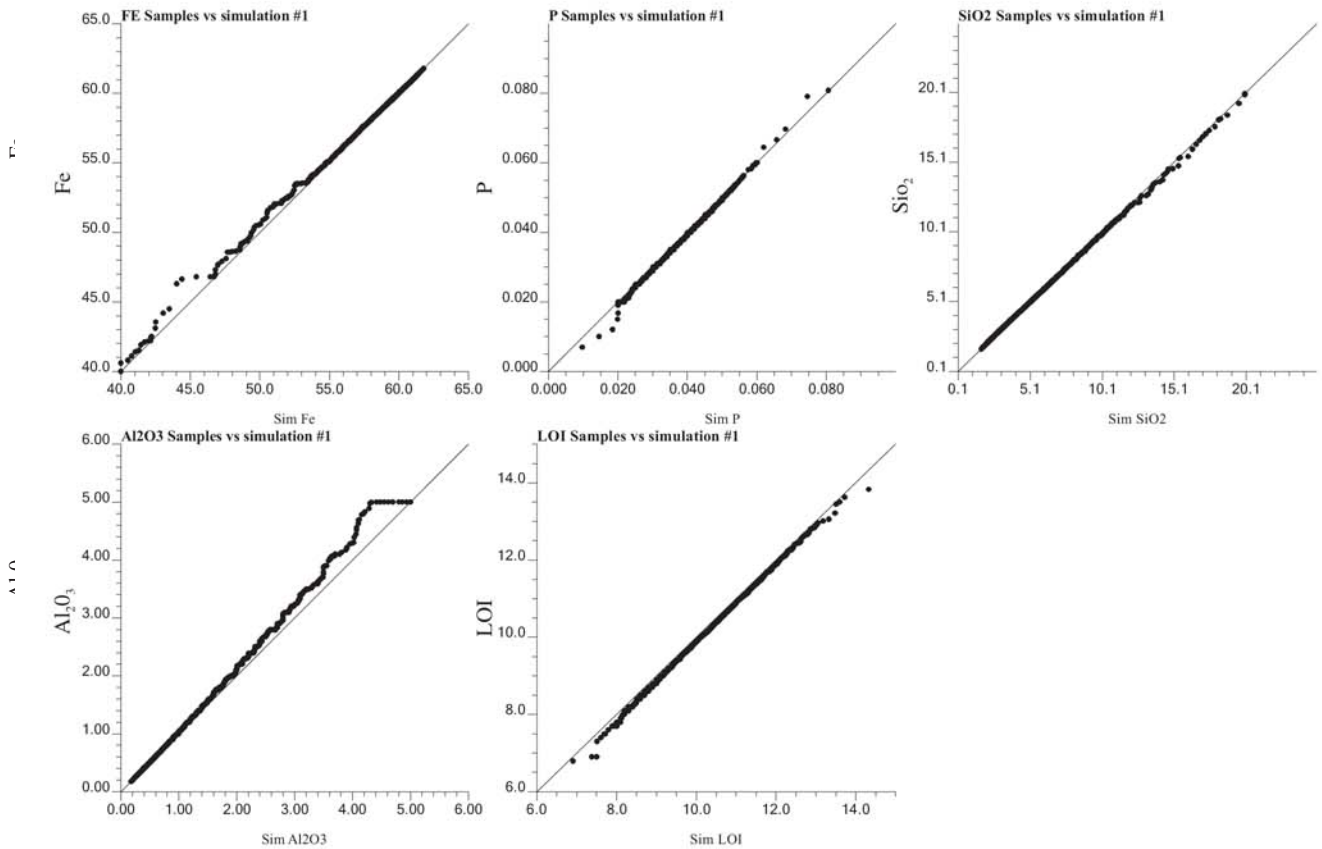 FE Samples vs simulation #1
65.0
60.0
55.0
50.0
45.0
40.0
Fe
40.0 45.0 50.0 55.0 60.0 65.0
Sim Fe
P Samples vs simulation #1
0.080
0.060
0.040
0.020
0.000
P
0.000 0.020 0.040 0.060 0.080
Sim P
SiO2 Samples vs simulation #1
20.1
15.1
10.1
5.1
0.1
Sio2
0.1 5.1 10.1 15.1 20.1
Sim SiO2
Al2O3 Samples vs simulation #1
6.00
5.00
4.00
3.00
2.00
1.00
0.00
Al203
0.00 1.00 2.00 3.00 4.00 5.00 6.00
Sim Al2O3
LOI Samples vs simulation #1
14.0
12.0
10.0
8.0
6.0
LOI
6.0 8.0 10.0 12.0 14.0
Sim LOI